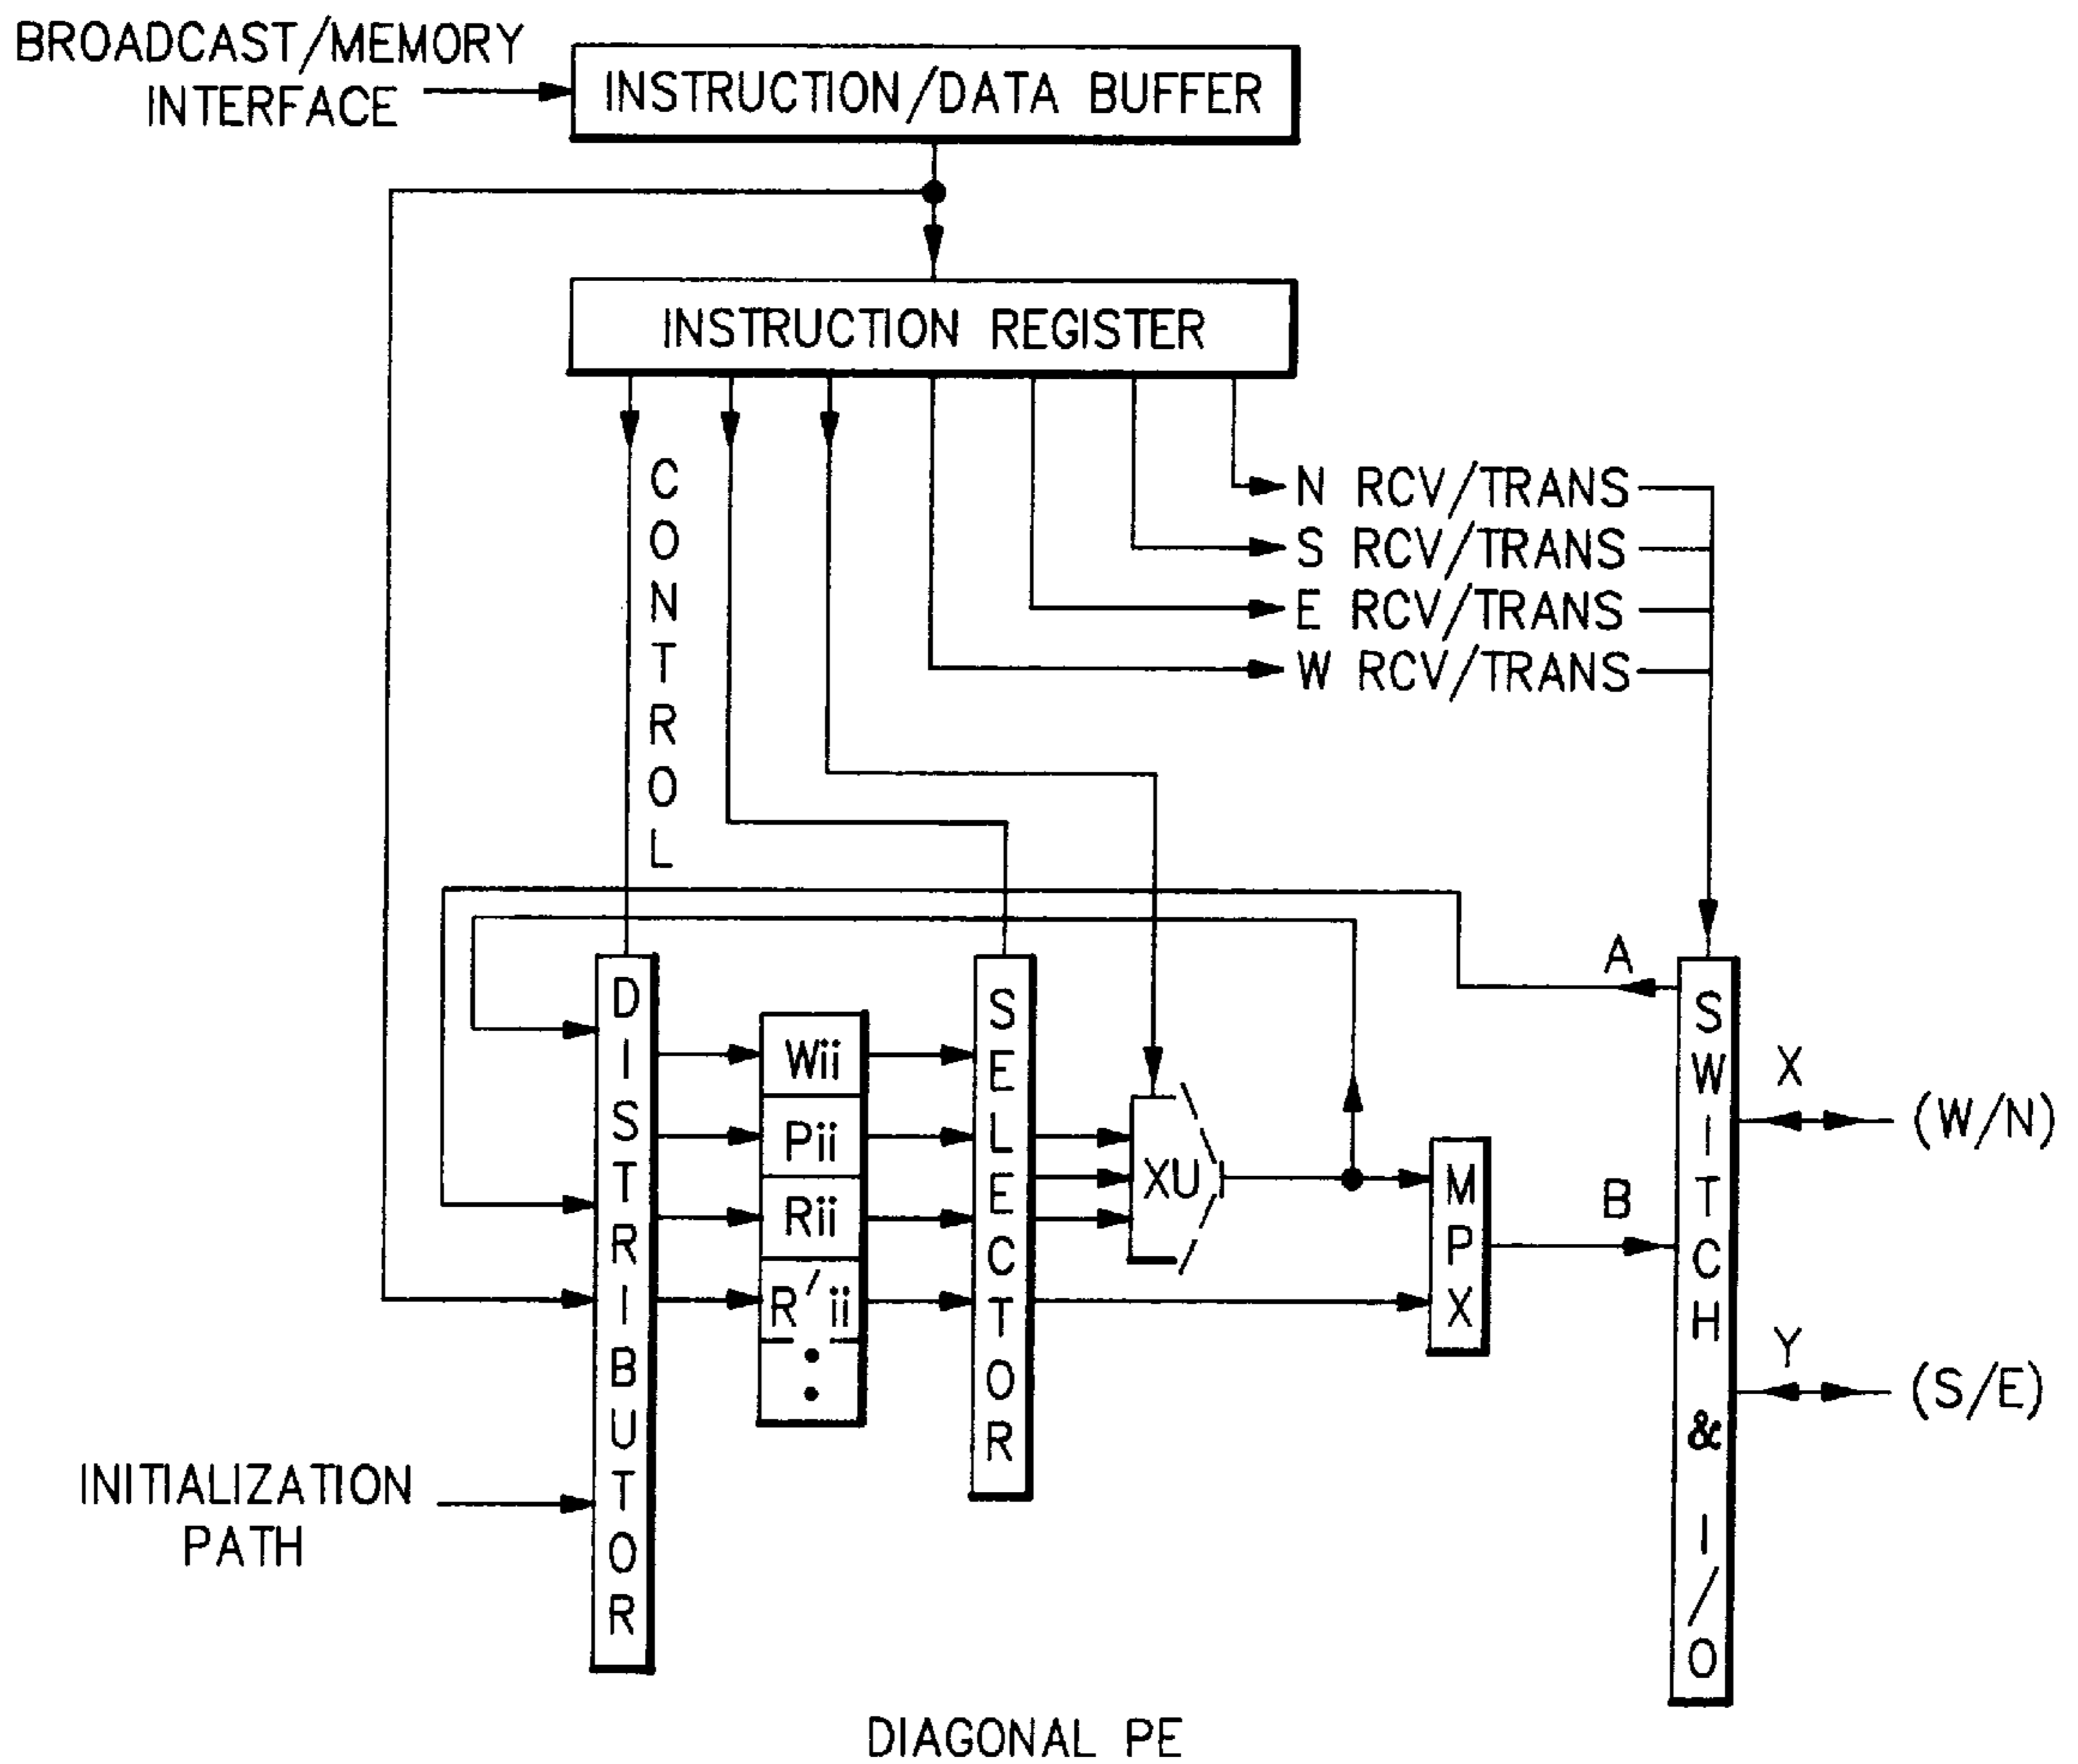 BROADCAST/MEMORY
INTERFACE
INSTRUCTION/DATA BUFFER
INSTRUCTION REGISTER
CONTROL
N RCV/TRANS
S RCV/TRANS
E RCV/TRANS
W RCV/TRANS
DISTRIBUTOR
Wii
Pii
Rii
R′ii
SELECTOR
XU
MPX
A
B
SWITCH & I/O
X
(W/N)
Y
(S/E)
INITIALIZATION
PATH
DIAGONAL PE